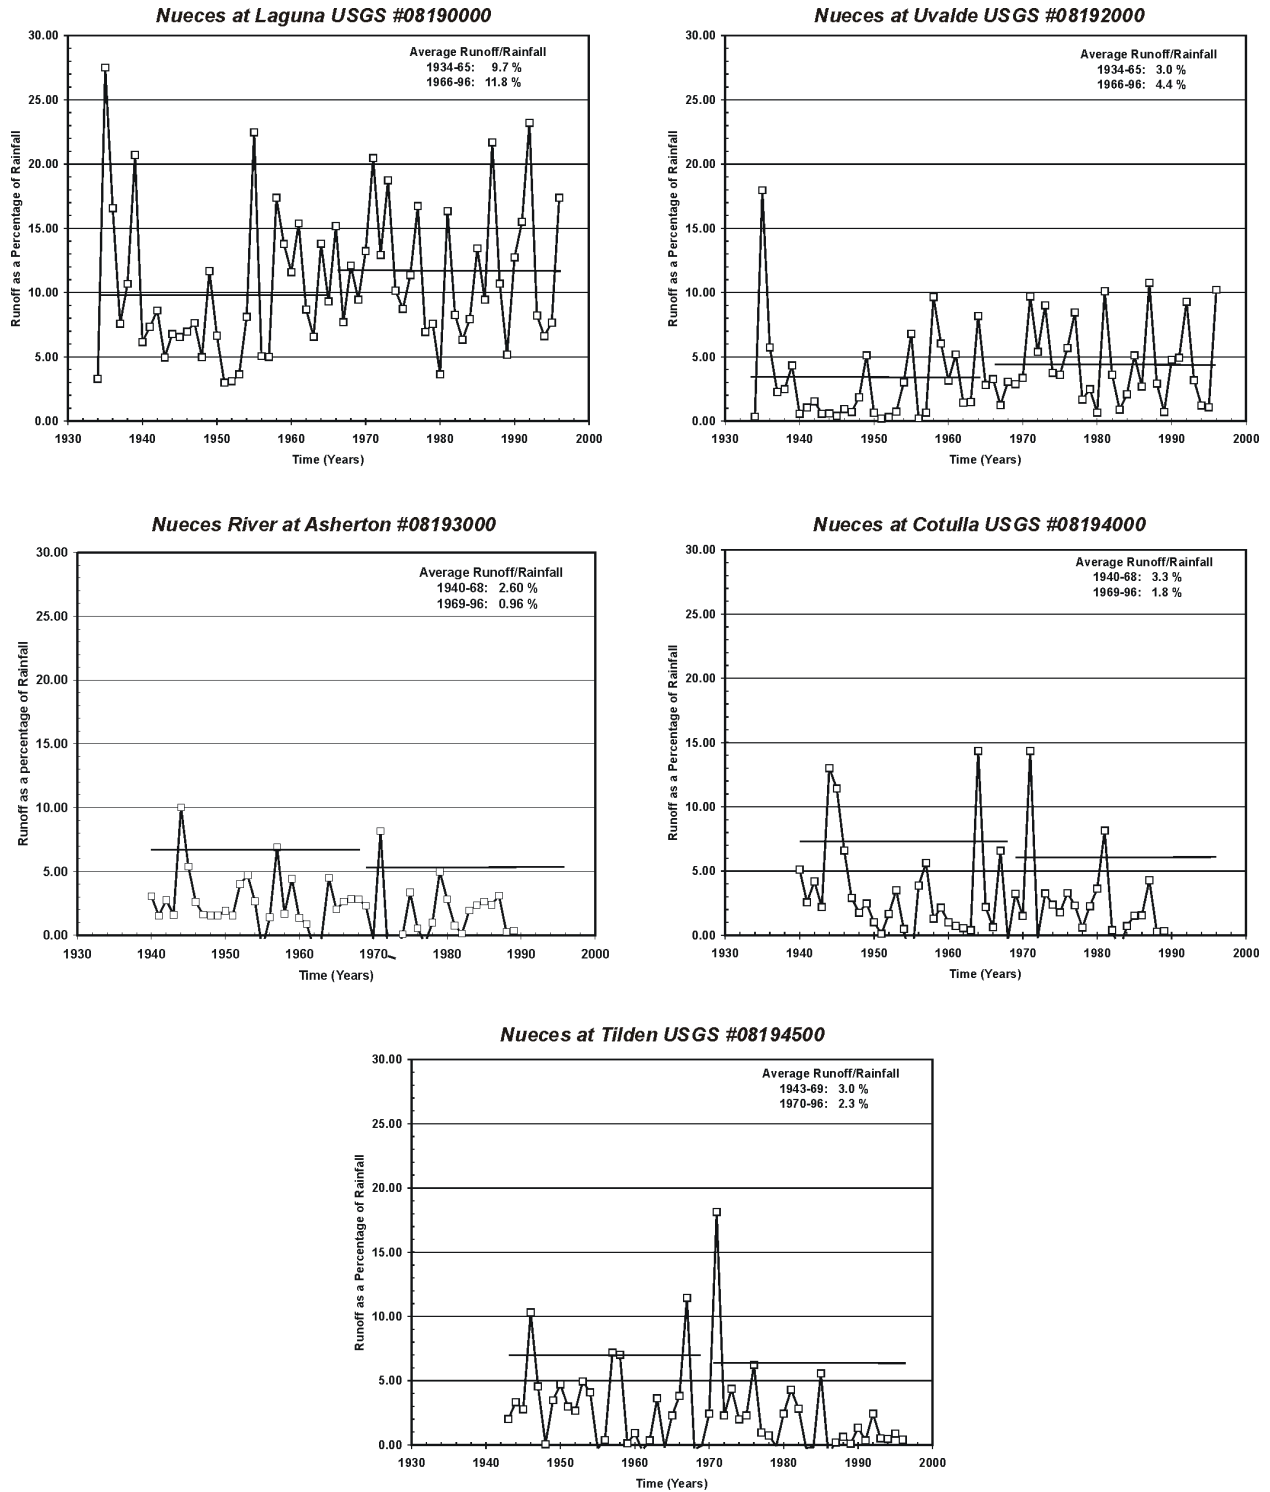 Nueces at Laguna USGS #08190000
30.00
25.00
20.00
15.00
10.00
5.00
0.00
Runoff as a Percentage of Rainfall
Average Runoff/Rainfall
1934-65: 9.7 %
1966-96: 11.8 %
1930 1940 1950 1960 1970 1980 1990 2000
Time (Years)
Nueces at Uvalde USGS #08192000
30.00
25.00
20.00
15.00
10.00
5.00
0.00
Runoff as a Percentage of Rainfall
Average Runoff/Rainfall
1934-65: 3.0 %
1966-96: 4.4 %
1930 1940 1950 1960 1970 1980 1990 2000
Time (Years)
Nueces River at Asherton #08193000
30.00
25.00
20.00
15.00
10.00
5.00
0.00
Runoff as a percentage of Rainfall
Average Runoff/Rainfall
1940-68: 2.60 %
1969-96: 0.96 %
1930 1940 1950 1960 1970 1980 1990 2000
Time (Years)
Nueces at Cotulla USGS #08194000
30.00
25.00
20.00
15.00
10.00
5.00
0.00
Runoff as a Percentage of Rainfall
Average Runoff/Rainfall
1940-68: 3.3 %
1969-96: 1.8 %
1930 1940 1950 1960 1970 1980 1990 2000
Time (Years)
Nueces at Tilden USGS #08194500
30.00
25.00
20.00
15.00
10.00
5.00
0.00
Runoff as a Percentage of Rainfall
Average Runoff/Rainfall
1943-69: 3.0 %
1970-96: 2.3 %
1930 1940 1950 1960 1970 1980 1990 2000
Time (Years)